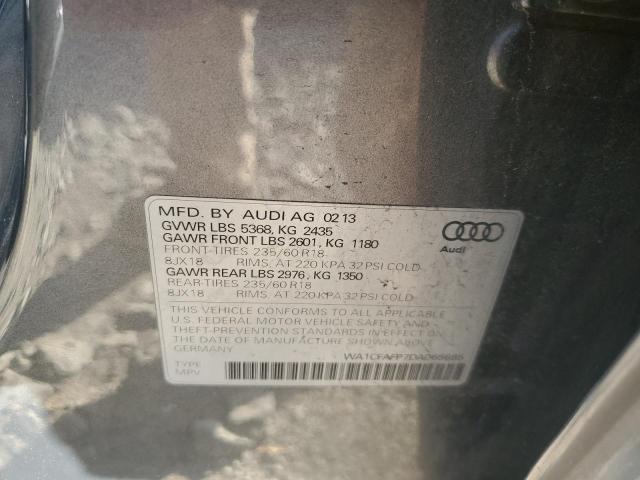 MFD. BY AUDI AG 02 13
GVWR LBS 5368, KG 2435
GAWR FRONT LBS 2601, KG 1180
FRONT-TIRES 235/60 R18
8JX18 RIMS, AT 220 KPA 32 PSI COLD
GAWR REAR LBS 2976, KG 1350
REAR-TIRES 235/60 R18
8JX18 RIMS, AT 220 KPA 32 PSI COLD
Audi
THIS VEHICLE CONFORMS TO ALL APPLICABLE
U.S. FEDERAL MOTOR VEHICLE SAFETY AND
THEFT-PREVENTION STANDARDS IN EFFECT ON
THE DATE OF MANUFACTURE SHOWN ABOVE
GERMANY
TYPE
MPV